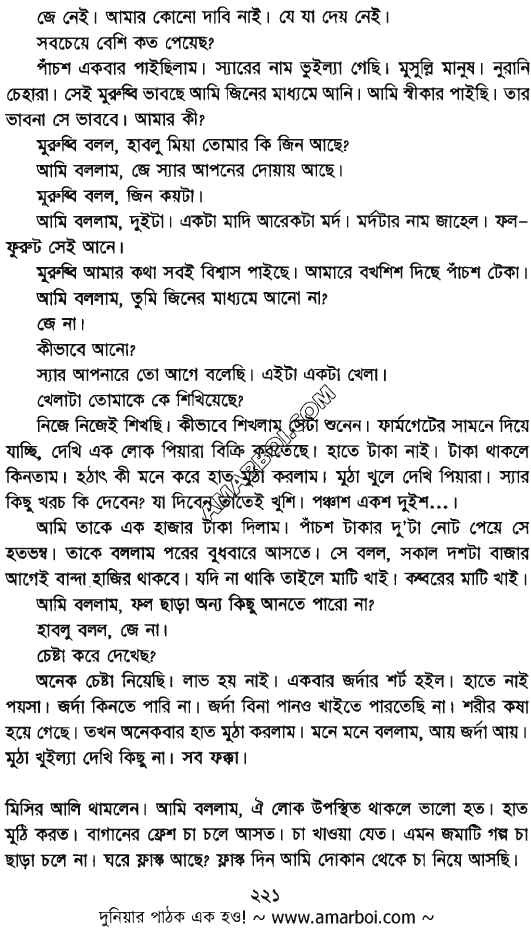 জে নেই। আমার কোনো দাবি নাই। যে যা দেয় নেই।
সবচেয়ে বেশি কত পেয়েছ?
পাঁচশ একবার পাইছিলাম। স্যারের নাম ভুইল্যা গেছি। মুসুল্লি মানুষ। নূরানি
চেহারা। সেই মুরুব্বি ভাবছে আমি জিনের মাধ্যমে আনি। আমি স্বীকার পাইছি। তার
ভাবনা সে ভাববে। আমার কী?
মুরুব্বি বলল, হাবলু মিয়া তোমার কি জিন আছে?
আমি বললাম, জে স্যার আপনের দোয়ায় আছে।
মুরুব্বি বলল, জিন কয়টা।
আমি বললাম, দুইটা। একটা মাদি আরেকটা মর্দ। মর্দটার নাম জাহেল। ফল–
ফুরুট সেই আনে।
মুরুব্বি আমার কথা সবই বিশ্বাস পাইছে। আমারে বখশিশ দিছে পাঁচশ টেকা।
আমি বললাম, তুমি জিনের মাধ্যমে আনো না?
জে না।
কীভাবে আনো?
স্যার আপনারে তো আগে বলেছি। এইটা একটা খেলা।
খেলাটা তোমাকে কে শিখিয়েছে?
নিজে নিজেই শিখছি। কীভাবে শিখলাম সেটা শুনেন। ফার্মগেটের সামনে দিয়ে
যাচ্ছি, দেখি এক লোক পিয়ারা বিক্রি করতেছে। হাতে টাকা নাই। টাকা থাকলে
কিনতাম। হঠাৎ কী মনে করে হাত মুঠা করলাম। মুঠা খুলে দেখি পিয়ারা। স্যার
কিছু খরচ কি দেবেন? যা দিবেন তাতেই খুশি। পঞ্চাশ একশ দুইশ...।
আমি তাকে এক হাজার টাকা দিলাম। পাঁচশ টাকার দু'টা নোট পেয়ে সে
হতভম্ব। তাকে বললাম পরের বুধবারে আসতে। সে বলল, সকাল দশটা বাজার
আগেই বান্দা হাজির থাকবে। যদি না থাকি তাইলে মাটি খাই। কব্বরের মাটি খাই।
আমি বললাম, ফল ছাড়া অন্য কিছু আনতে পারো না?
হাবলু বলল, জে না।
চেষ্টা করে দেখেছ?
অনেক চেষ্টা নিয়েছি। লাভ হয় নাই। একবার জর্দার শর্ট হইল। হাতে নাই
পয়সা। জর্দা কিনতে পারি না। জর্দা বিনা পানও খাইতে পারতেছি না। শরীর কষা
হয়ে গেছে। তখন অনেকবার হাত মুঠা করলাম। মনে মনে বললাম, আয় জর্দা আয়।
মুঠা খুইল্যা দেখি কিছু না। সব ফক্কা।
মিসির আলি থামলেন। আমি বললাম, ঐ লোক উপস্থিত থাকলে ভালো হত। হাত
মুঠি করত। বাগানের ফ্রেশ চা চলে আসত। চা খাওয়া যেত। এমন জমাটি গল্প চা
ছাড়া চলে না। ঘরে ফ্লাস্ক আছে? ফ্লাস্ক দিন আমি দোকান থেকে চা নিয়ে আসছি।
২২১
দুনিয়ার পাঠক এক হও! ~ www.amarboi.com ~
AMARBOI.COM